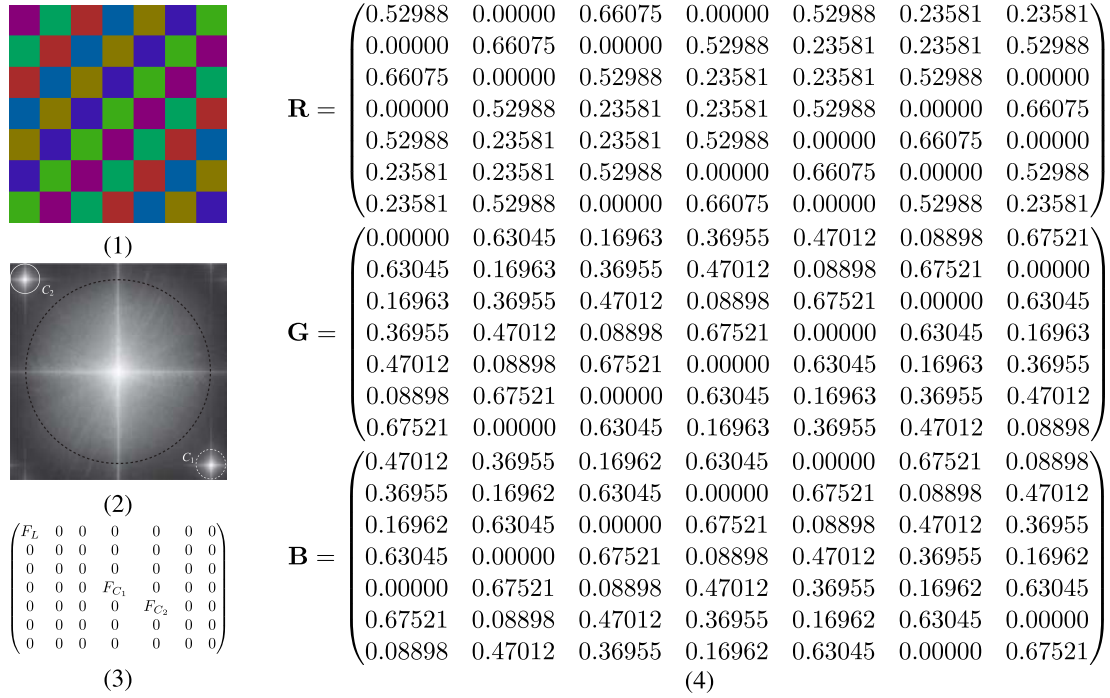 (1)
C₂
C₁
(2)
F_L 0 0 0 0 0 0
0 0 0 0 0 0 0
0 0 0 0 0 0 0
0 0 0 F_{C₁} 0 0 0
0 0 0 0 F_{C₂} 0 0
0 0 0 0 0 0 0
0 0 0 0 0 0 0
(3)
R =
0.52988 0.00000 0.66075 0.00000 0.52988 0.23581 0.23581
0.00000 0.66075 0.00000 0.52988 0.23581 0.23581 0.52988
0.66075 0.00000 0.52988 0.23581 0.23581 0.52988 0.00000
0.00000 0.52988 0.23581 0.23581 0.52988 0.00000 0.66075
0.52988 0.23581 0.23581 0.52988 0.00000 0.66075 0.00000
0.23581 0.23581 0.52988 0.00000 0.66075 0.00000 0.52988
0.23581 0.52988 0.00000 0.66075 0.00000 0.52988 0.23581
G =
0.00000 0.63045 0.16963 0.36955 0.47012 0.08898 0.67521
0.63045 0.16963 0.36955 0.47012 0.08898 0.67521 0.00000
0.16963 0.36955 0.47012 0.08898 0.67521 0.00000 0.63045
0.36955 0.47012 0.08898 0.67521 0.00000 0.63045 0.16963
0.47012 0.08898 0.67521 0.00000 0.63045 0.16963 0.36955
0.08898 0.67521 0.00000 0.63045 0.16963 0.36955 0.47012
0.67521 0.00000 0.63045 0.16963 0.36955 0.47012 0.08898
B =
0.47012 0.36955 0.16962 0.63045 0.00000 0.67521 0.08898
0.36955 0.16962 0.63045 0.00000 0.67521 0.08898 0.47012
0.16962 0.63045 0.00000 0.67521 0.08898 0.47012 0.36955
0.63045 0.00000 0.67521 0.08898 0.47012 0.36955 0.16962
0.00000 0.67521 0.08898 0.47012 0.36955 0.16962 0.63045
0.67521 0.08898 0.47012 0.36955 0.16962 0.63045 0.00000
0.08898 0.47012 0.36955 0.16962 0.63045 0.00000 0.67521
(4)